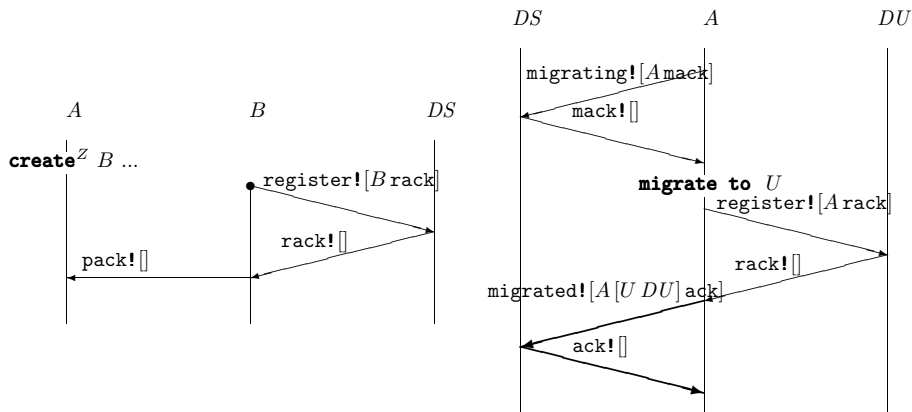 A B DS
create^Z B ...
register![B rack]
rack![]
pack![]
DS A DU
migrating![A mack]
mack![]
migrate to U
register![A rack]
rack![]
migrated![A [U DU] ack]
ack![]